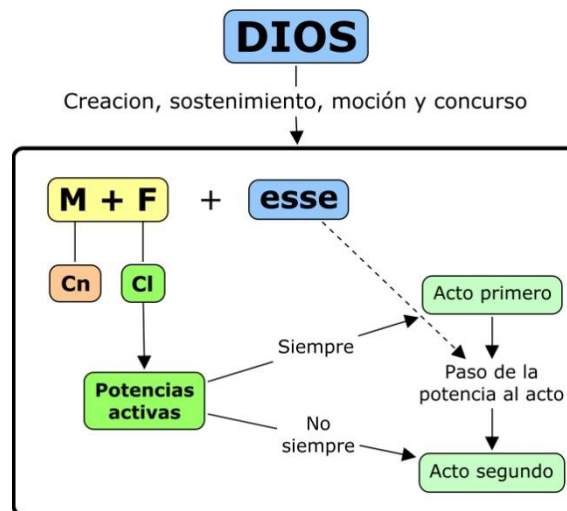 DIOS
Creacion, sostenimiento, moción y concurso
M + F + esse
Cn Cl
Acto primero
Siempre
Potencias
activas
Paso de la
potencia al acto
No
siempre
Acto segundo